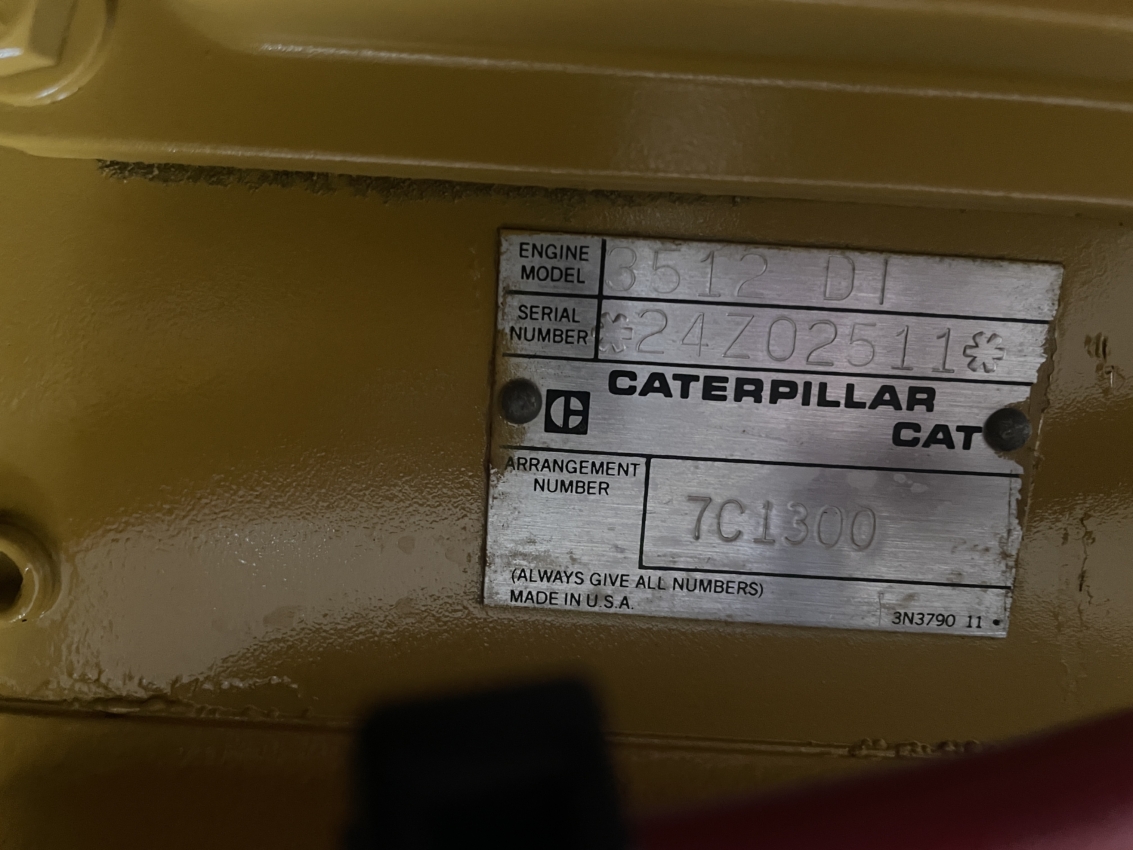 ENGINE MODEL 3512 DI
SERIAL NUMBER *24Z02511*
CATERPILLAR
CAT
ARRANGEMENT NUMBER 7C1300
(ALWAYS GIVE ALL NUMBERS)
MADE IN U.S.A.
3N3790 11